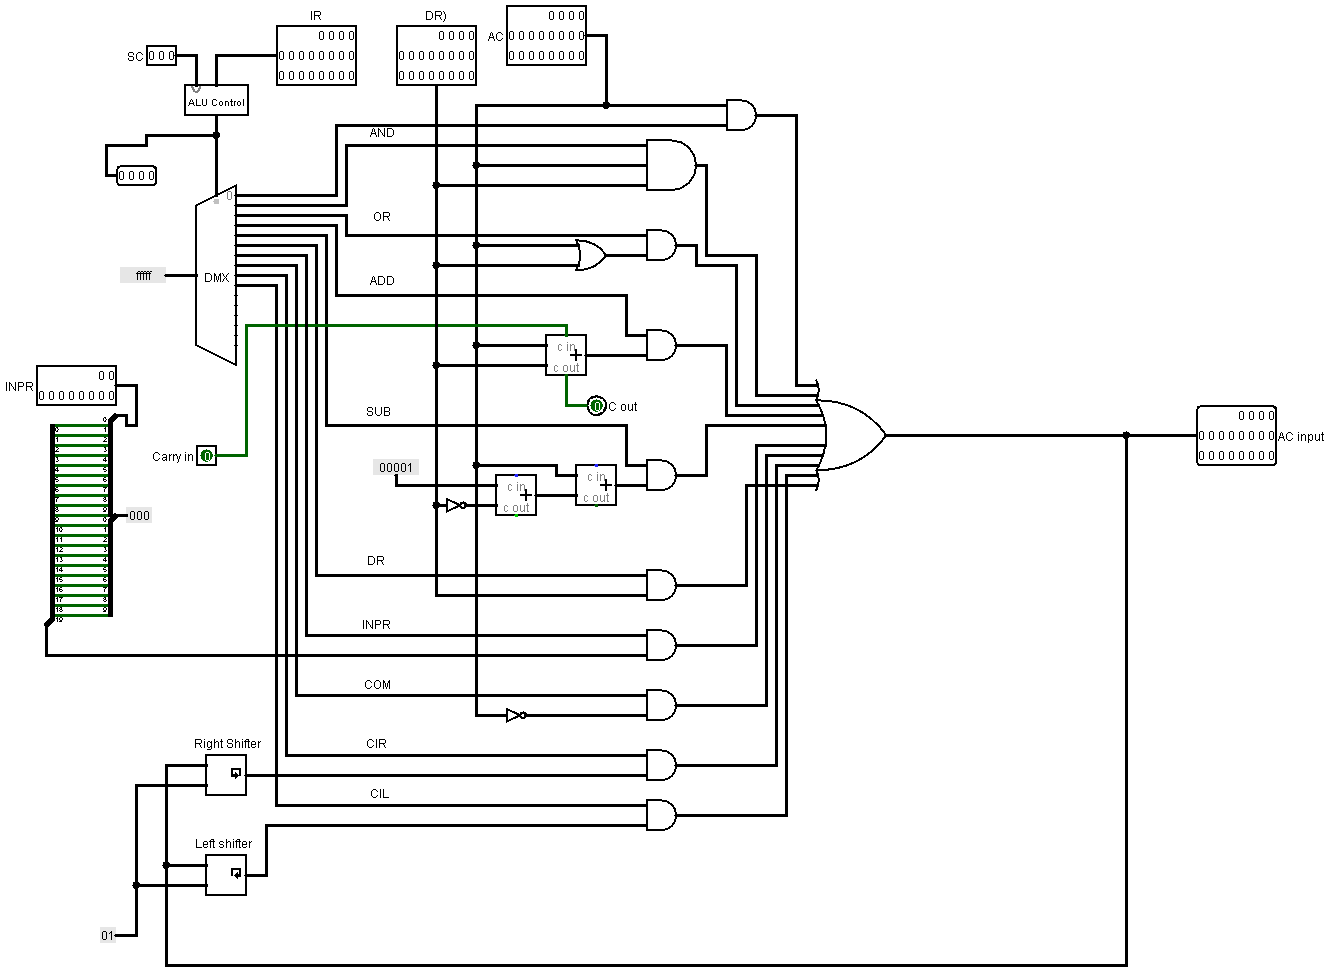 IR
DR)
0 0 0 0
0 0 0 0
0 0 0 0
AC
SC
0 0 0
0 0 0 0 0 0 0 0
0 0 0 0 0 0 0 0
0 0 0 0 0 0 0 0
0 0 0 0 0 0 0 0
0 0 0 0 0 0 0 0
0 0 0 0 0 0 0 0
ALU Control
AND
0 0 0 0
0
OR
fffff
DMX
ADD
c in
+
c out
INPR
0 0
0 0 0 0 0 0 0 0
0
C out
SUB
Carry in
0
00001
c in
+
c out
c in
+
c out
000
DR
INPR
COM
CIR
Right Shifter
CIL
Left shifter
01
0 0 0 0
0 0 0 0 0 0 0 0
0 0 0 0 0 0 0 0
AC input